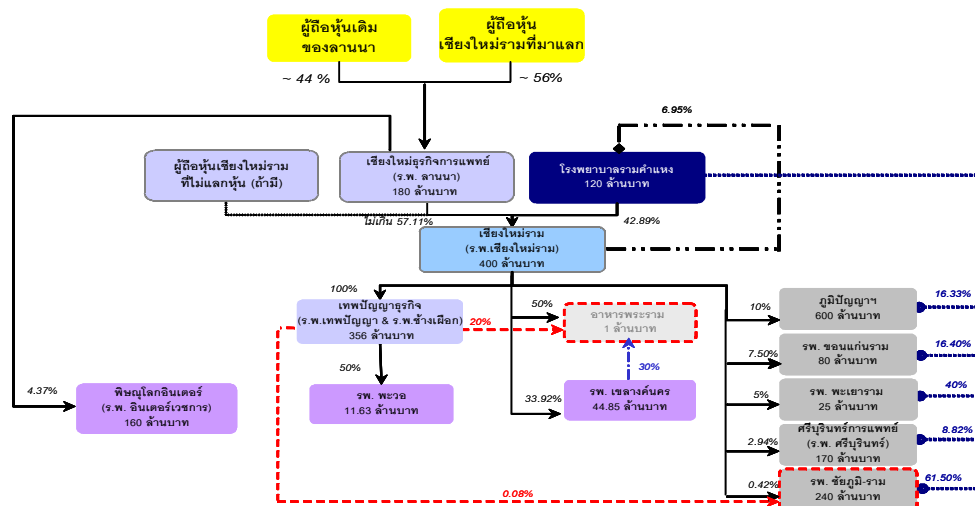 ผู้ถือหุ้นเดิม
ของลานนา
ผู้ถือหุ้น
เชียงใหม่รามที่มาแลก
~ 44 %
~ 56%
6.95%
ผู้ถือหุ้นเชียงใหม่ราม
ที่ไม่แลกหุ้น (ถ้ามี)
เชียงใหม่ธุรกิจการแพทย์
(ร.พ. ลานนา)
180 ล้านบาท
โรงพยาบาลรามคำแหง
120 ล้านบาท
ไม่เกิน 57.11%
42.89%
เชียงใหม่ราม
(ร.พ.เชียงใหม่ราม)
400 ล้านบาท
100%
เทพปัญญาธุรกิจ
(ร.พ.เทพปัญญา & ร.พ.ช้างเผือก)
356 ล้านบาท
20%
50%
อาหารพระราม
1 ล้านบาท
10%
ภูมิปัญญาฯ
600 ล้านบาท
16.33%
7.50%
รพ. ขอนแก่นราม
80 ล้านบาท
16.40%
50%
30%
4.37%
พิษณุโลกอินเตอร์
(ร.พ. อินเตอร์เวชการ)
160 ล้านบาท
รพ. พะวอ
11.63 ล้านบาท
33.92%
รพ. เขลางค์นคร
44.85 ล้านบาท
5%
รพ. พะเยาราม
25 ล้านบาท
40%
2.94%
ศรีบุรินทร์การแพทย์
(ร.พ. ศรีบุรินทร์)
170 ล้านบาท
8.82%
0.08%
0.42%
รพ. ชัยภูมิ-ราม
240 ล้านบาท
61.50%